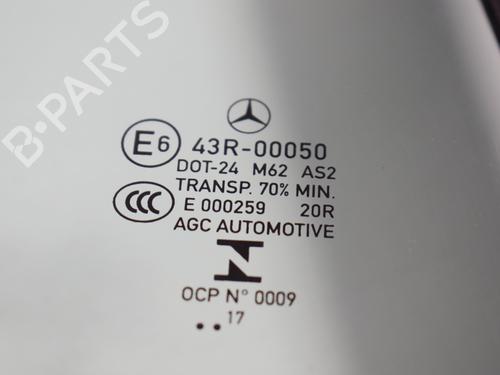 B-PARTS
E6 43R-00050
DOT-24 M62 AS2
TRANSP. 70% MIN.
CCC E 000259 20R
AGC AUTOMOTIVE
N
OCP N° 0009
.. 17